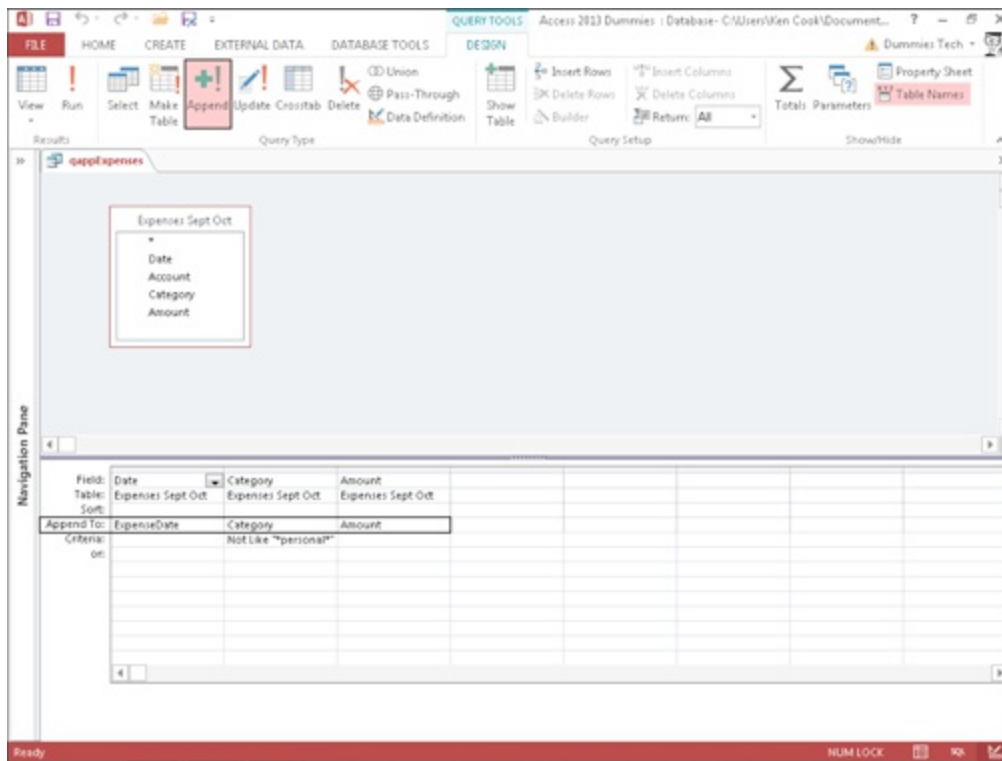 QUERY TOOLS Access 2013 Dummies : Database- C:\Users\Ken Cook\Document... ?
FILE HOME CREATE EXTERNAL DATA DATABASE TOOLS DESIGN Dummies Tech
View Run Select Make Table Append Update Crosstab Delete
Union
Pass-Through
Data Definition
Show Table
Insert Rows
Delete Rows
Builder
Insert Columns
Delete Columns
Return: All
Totals Parameters
Property Sheet
Table Names
Results Query Type Query Setup Show/Hide
qappExpenses
Expenses Sept Oct
*
Date
Account
Category
Amount
Navigation Pane
Field: Date Category Amount
Table: Expenses Sept Oct Expenses Sept Oct Expenses Sept Oct
Sort:
Append To: ExpenseDate Category Amount
Criteria: Not Like "*personal*"
or:
Ready NUM LOCK SQL